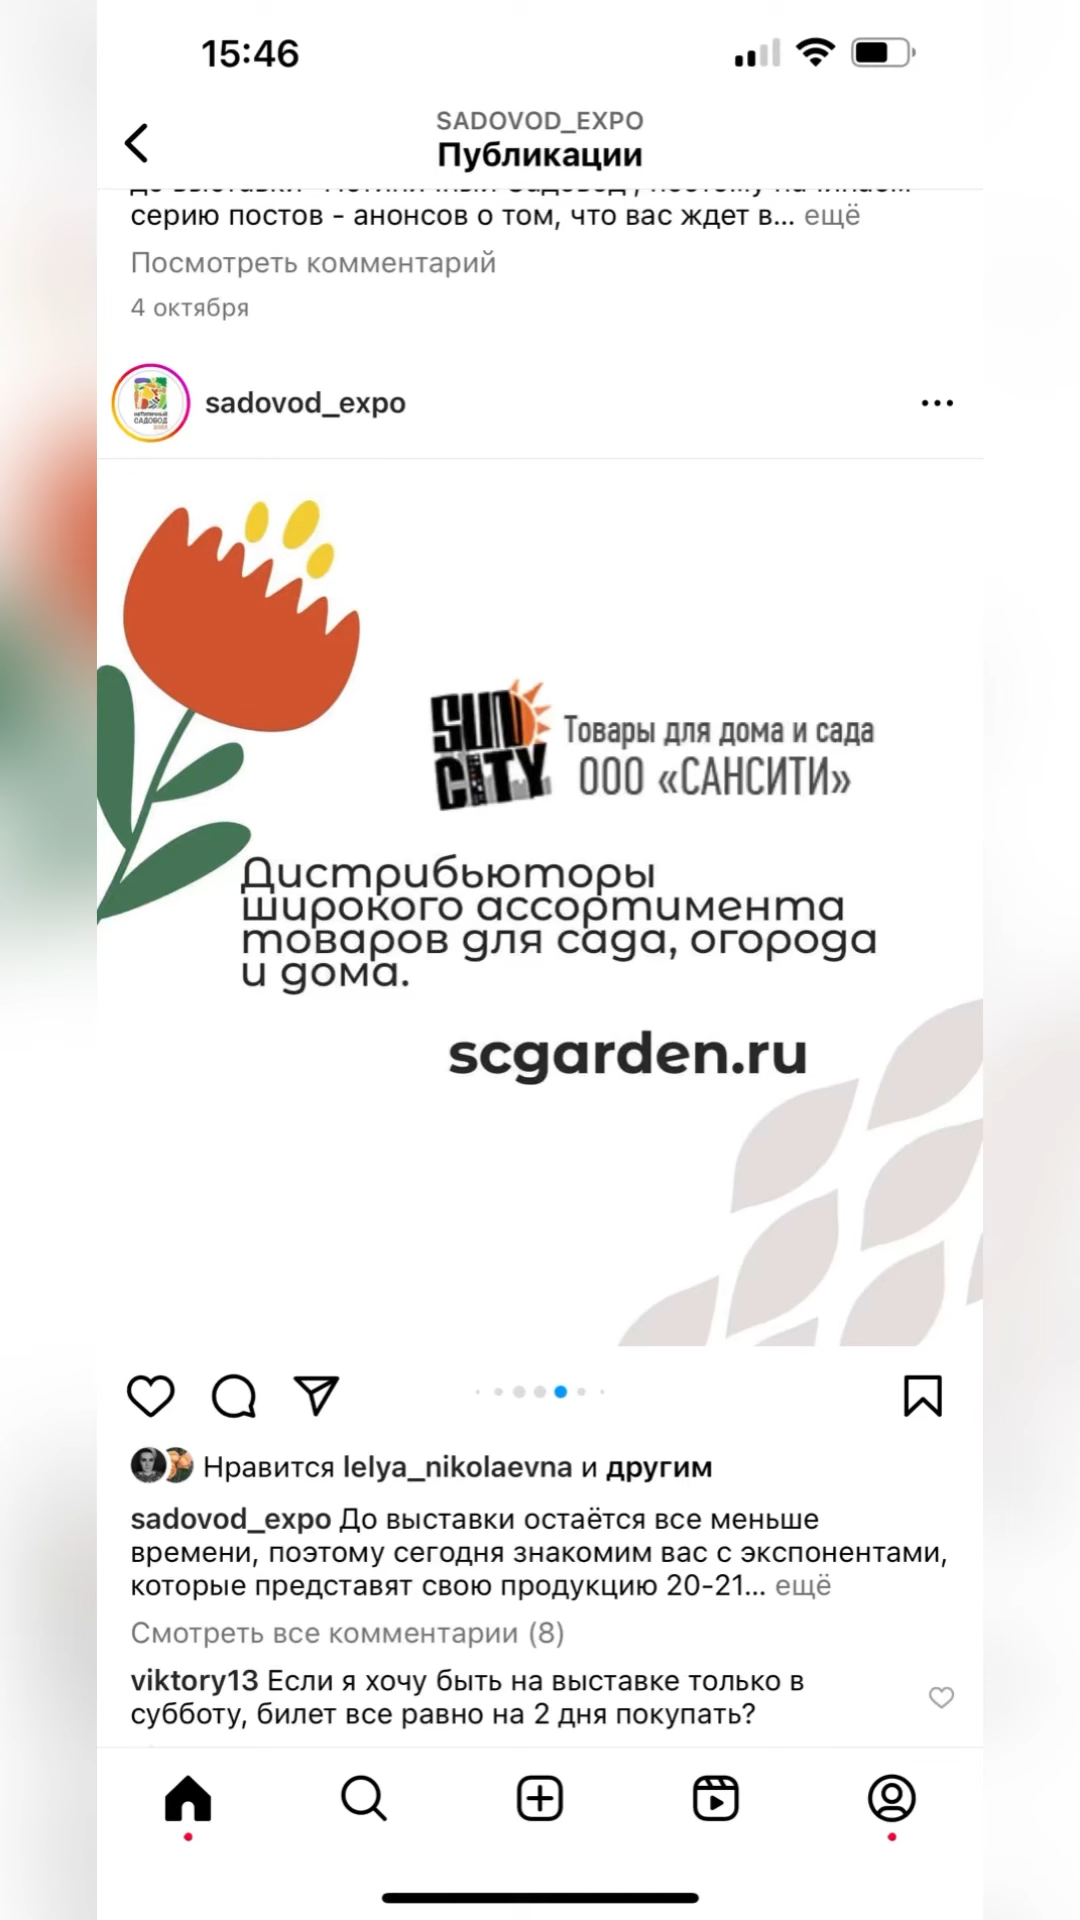 15:46
SADOVOD_EXPO
Публикации
серию постов - анонсов о том, что вас ждет в... ещё
Посмотреть комментарий
4 октября
sadovod_expo
SUN
CITY
Товары для дома и сада
ООО «САНСИТИ»
Дистрибьюторы
широкого ассортимента
товаров для сада, огорода
и дома.
scgarden.ru
Нравится lelya_nikolaevna и другим
sadovod_expo До выставки остаётся все меньше
времени, поэтому сегодня знакомим вас с экспонентами,
которые представят свою продукцию 20-21... ещё
Смотреть все комментарии (8)
viktory13 Если я хочу быть на выставке только в
субботу, билет все равно на 2 дня покупать?